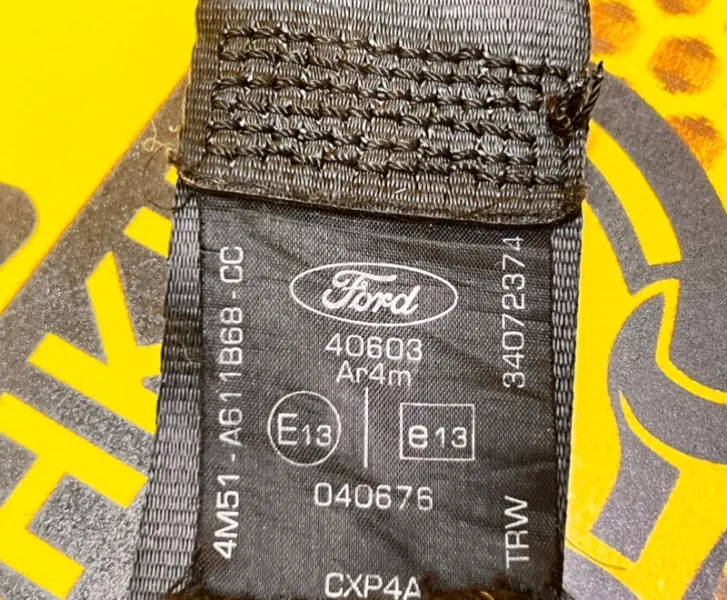 Ford
40603
Ar4m
E13 e13
040676
CXP4A
4M51-A611B68-CC
34072374
TRW